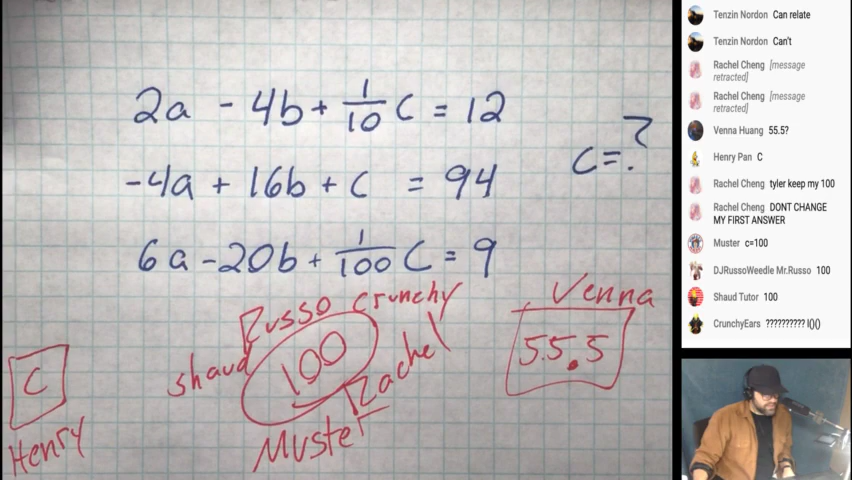 2a - 4b + 1/10 c = 12
-4a + 16b + c = 94
6a - 20b + 1/100 c = 9
c = ?
Russo
Crunchy
Venna
shaud
100
Rachel
55.5
C
Henry
Muster
Tenzin Nordon Can relate
Tenzin Nordon Can't
Rachel Cheng [message
retracted]
Rachel Cheng [message
retracted]
Venna Huang 55.5?
Henry Pan C
Rachel Cheng tyler keep my 100
Rachel Cheng DONT CHANGE
MY FIRST ANSWER
Muster c=100
DJRussoWeedle Mr.Russo 100
Shaud Tutor 100
CrunchyEars ?????????? l()()